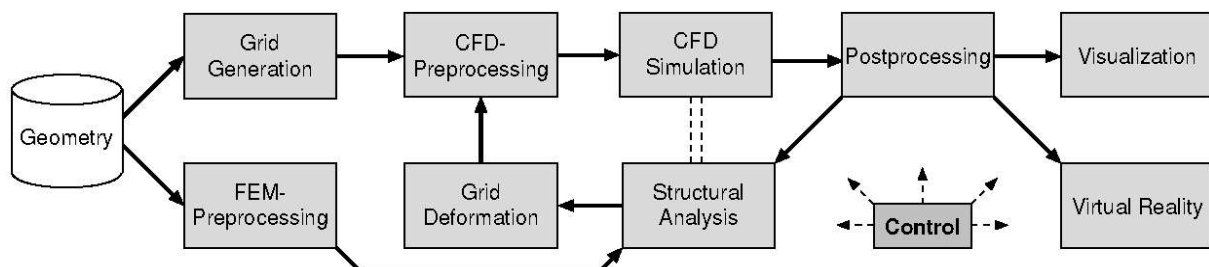 Grid
Generation
CFD-
Preprocessing
CFD
Simulation
Postprocessing
Visualization
Geometry
FEM-
Preprocessing
Grid
Deformation
Structural
Analysis
Control
Virtual Reality